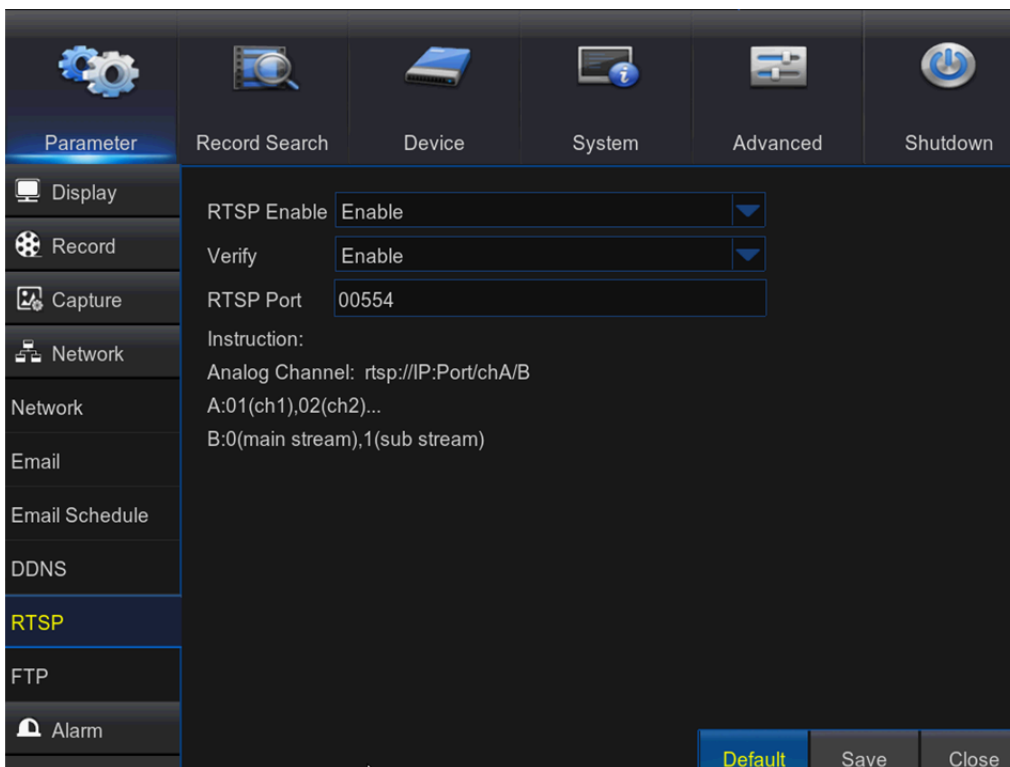 Parameter Record Search Device System Advanced Shutdown
Display
Record
Capture
Network
Network
Email
Email Schedule
DDNS
RTSP
FTP
Alarm
RTSP Enable Enable
Verify Enable
RTSP Port 00554
Instruction:
Analog Channel: rtsp://IP:Port/chA/B
A:01(ch1),02(ch2)...
B:0(main stream),1(sub stream)
Default Save Close